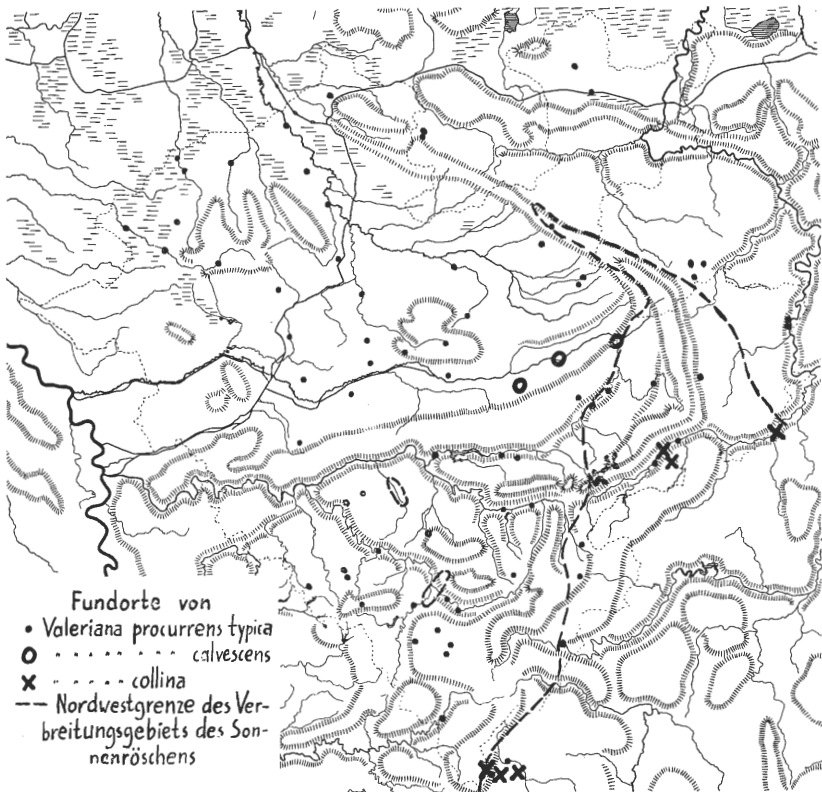 Fundorte von
• Valeriana procurrens typica
O " " " " " " calvescens
x " " " " " collina
--- Nordwestgrenze des Ver-
breitungsgebiets des Son-
nenröschens